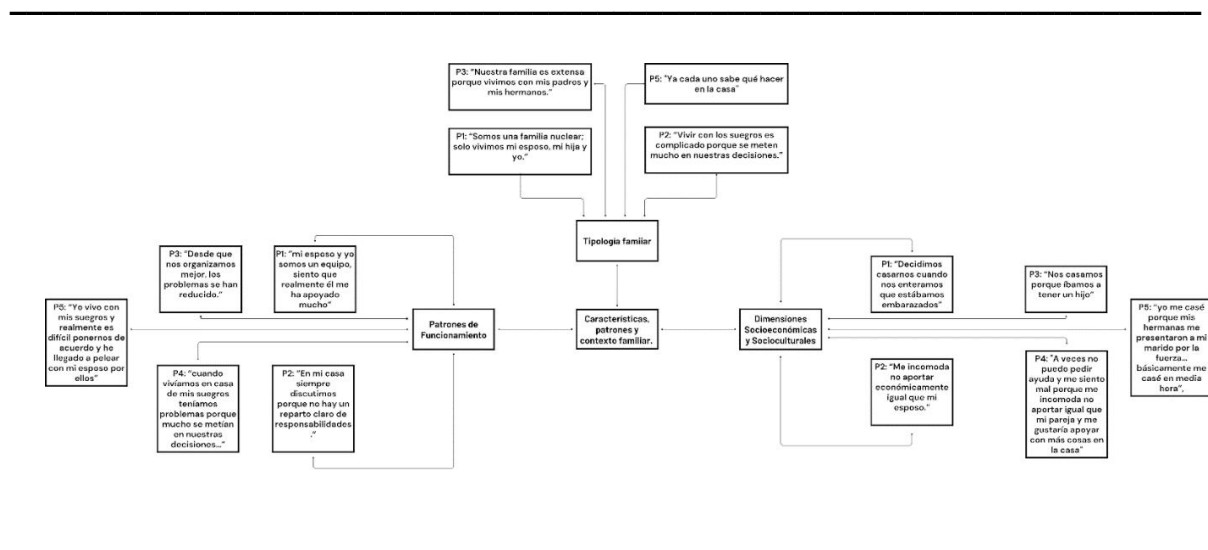 P3: “Nuestra familia es extensa
porque vivimos con mis padres y
mis hermanos.”
P5: "Ya cada uno sabe qué hacer
en la casa"
P1: “Somos una familia nuclear;
solo vivimos mi esposo, mi hija y
yo.”
P2: “Vivir con los suegros es
complicado porque se meten
mucho en nuestras decisiones.”
Tipología famiiar
P3: “Desde que
nos organizamos
mejor, los
problemas se han
reducido.”
P1: “mi esposo y yo
somos un equipo,
siento que
realmente él me
ha apoyado
mucho”
P1: “Decidimos
casarnos cuando
nos enteramos
que estábamos
embarazados”
P3: “Nos casamos
porque íbamos a
tener un hijo”
P5: “Yo vivo con
mis suegros y
realmente es
difícil ponernos de
acuerdo y he
llegado a pelear
con mi esposo por
ellos”
Patrones de
Funcionamiento
Características,
patrones y
contexto familiar.
Dimensiones
Socioeconómicas
y Socioculturales
P5: “yo me casé
porque mis
hermanas me
presentaron a mi
marido por la
fuerza...
básicamente me
casé en media
hora”,
P4: “cuando
vivíamos en casa
de mis suegros
teníamos
problemas porque
mucho se metían
en nuestras
decisiones...”
P2: “En mi casa
siempre
discutimos
porque no hay un
reparto claro de
responsabilidades
.”
P2: “Me incomoda
no aportar
económicamente
igual que mi
esposo.”
P4: “A veces no
puedo pedir
ayuda y me siento
mal porque me
incomoda no
aportar igual que
mi pareja y me
gustaría apoyar
con más cosas en
la casa”